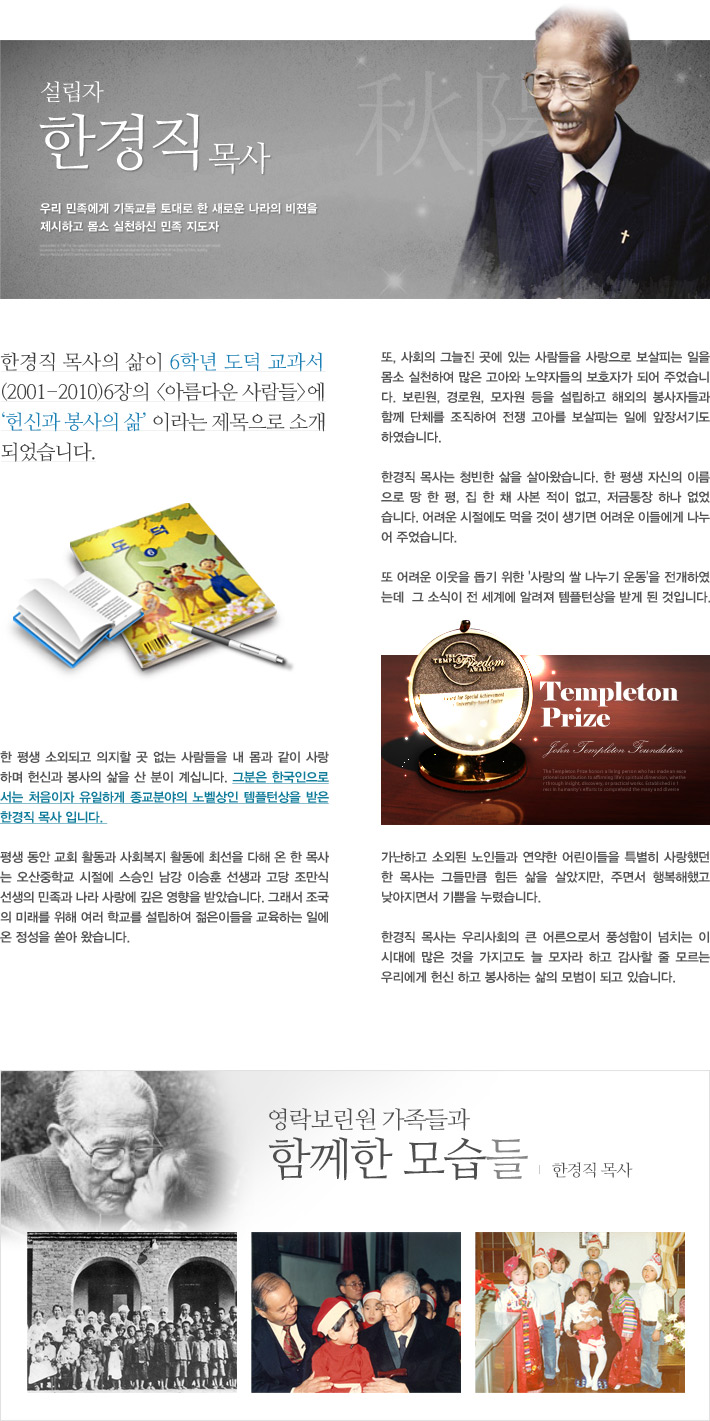 설립자
한경직 목사
秋陽
우리 민족에게 기독교를 토대로 한 새로운 나라의 비젼을
제시하고 몸소 실천하신 민족 지도자
한경직 목사의 삶이 6학년 도덕 교과서
(2001-2010)6장의 <아름다운 사람들>에
‘헌신과 봉사의 삶’ 이라는 제목으로 소개
되었습니다.
도덕
6
한 평생 소외되고 의지할 곳 없는 사람들을 내 몸과 같이 사랑
하며 헌신과 봉사의 삶을 산 분이 계십니다. 그분은 한국인으로
서는 처음이자 유일하게 종교분야의 노벨상인 템플턴상을 받은
한경직 목사 입니다.
평생 동안 교회 활동과 사회복지 활동에 최선을 다해 온 한 목사
는 오산중학교 시절에 스승인 남강 이승훈 선생과 고당 조만식
선생의 민족과 나라 사랑에 깊은 영향을 받았습니다. 그래서 조국
의 미래를 위해 여러 학교를 설립하여 젊은이들을 교육하는 일에
온 정성을 쏟아 왔습니다.
또, 사회의 그늘진 곳에 있는 사람들을 사랑으로 보살피는 일을
몸소 실천하여 많은 고아와 노약자들의 보호자가 되어 주었습니
다. 보린원, 경로원, 모자원 등을 설립하고 해외의 봉사자들과
함께 단체를 조직하여 전쟁 고아를 보살피는 일에 앞장서기도
하였습니다.
한경직 목사는 청빈한 삶을 살아왔습니다. 한 평생 자신의 이름
으로 땅 한 평, 집 한 채 사본 적이 없고, 저금통장 하나 없었
습니다. 어려운 시절에도 먹을 것이 생기면 어려운 이들에게 나누
어 주었습니다.
또 어려운 이웃을 돕기 위한 '사랑의 쌀 나누기 운동'을 전개하였
는데 그 소식이 전 세계에 알려져 템플턴상을 받게 된 것입니다.
THE
TEMPLETON
Freedom
AWARDS
Templeton
Prize
John Templeton Foundation
가난하고 소외된 노인들과 연약한 어린이들을 특별히 사랑했던
한 목사는 그들만큼 힘든 삶을 살았지만, 주면서 행복해했고
낮아지면서 기쁨을 누렸습니다.
한경직 목사는 우리사회의 큰 어른으로서 풍성함이 넘치는 이
시대에 많은 것을 가지고도 늘 모자라 하고 감사할 줄 모르는
우리에게 헌신 하고 봉사하는 삶의 모범이 되고 있습니다.
영락보린원 가족들과
함께한 모습들 | 한경직 목사